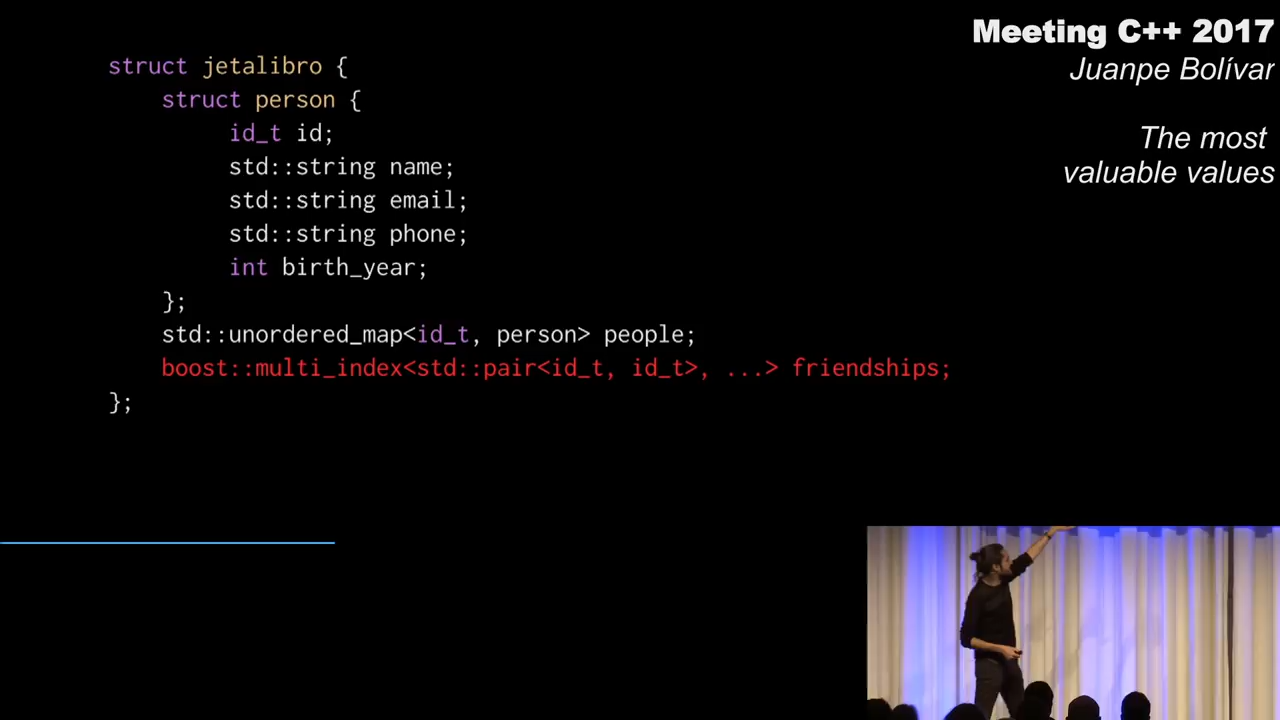 struct jetalibro {
struct person {
id_t id;
std::string name;
std::string email;
std::string phone;
int birth_year;
};
std::unordered_map<id_t, person> people;
boost::multi_index<std::pair<id_t, id_t>, ...> friendships;
};
Meeting C++ 2017
Juanpe Bolívar
The most
valuable values